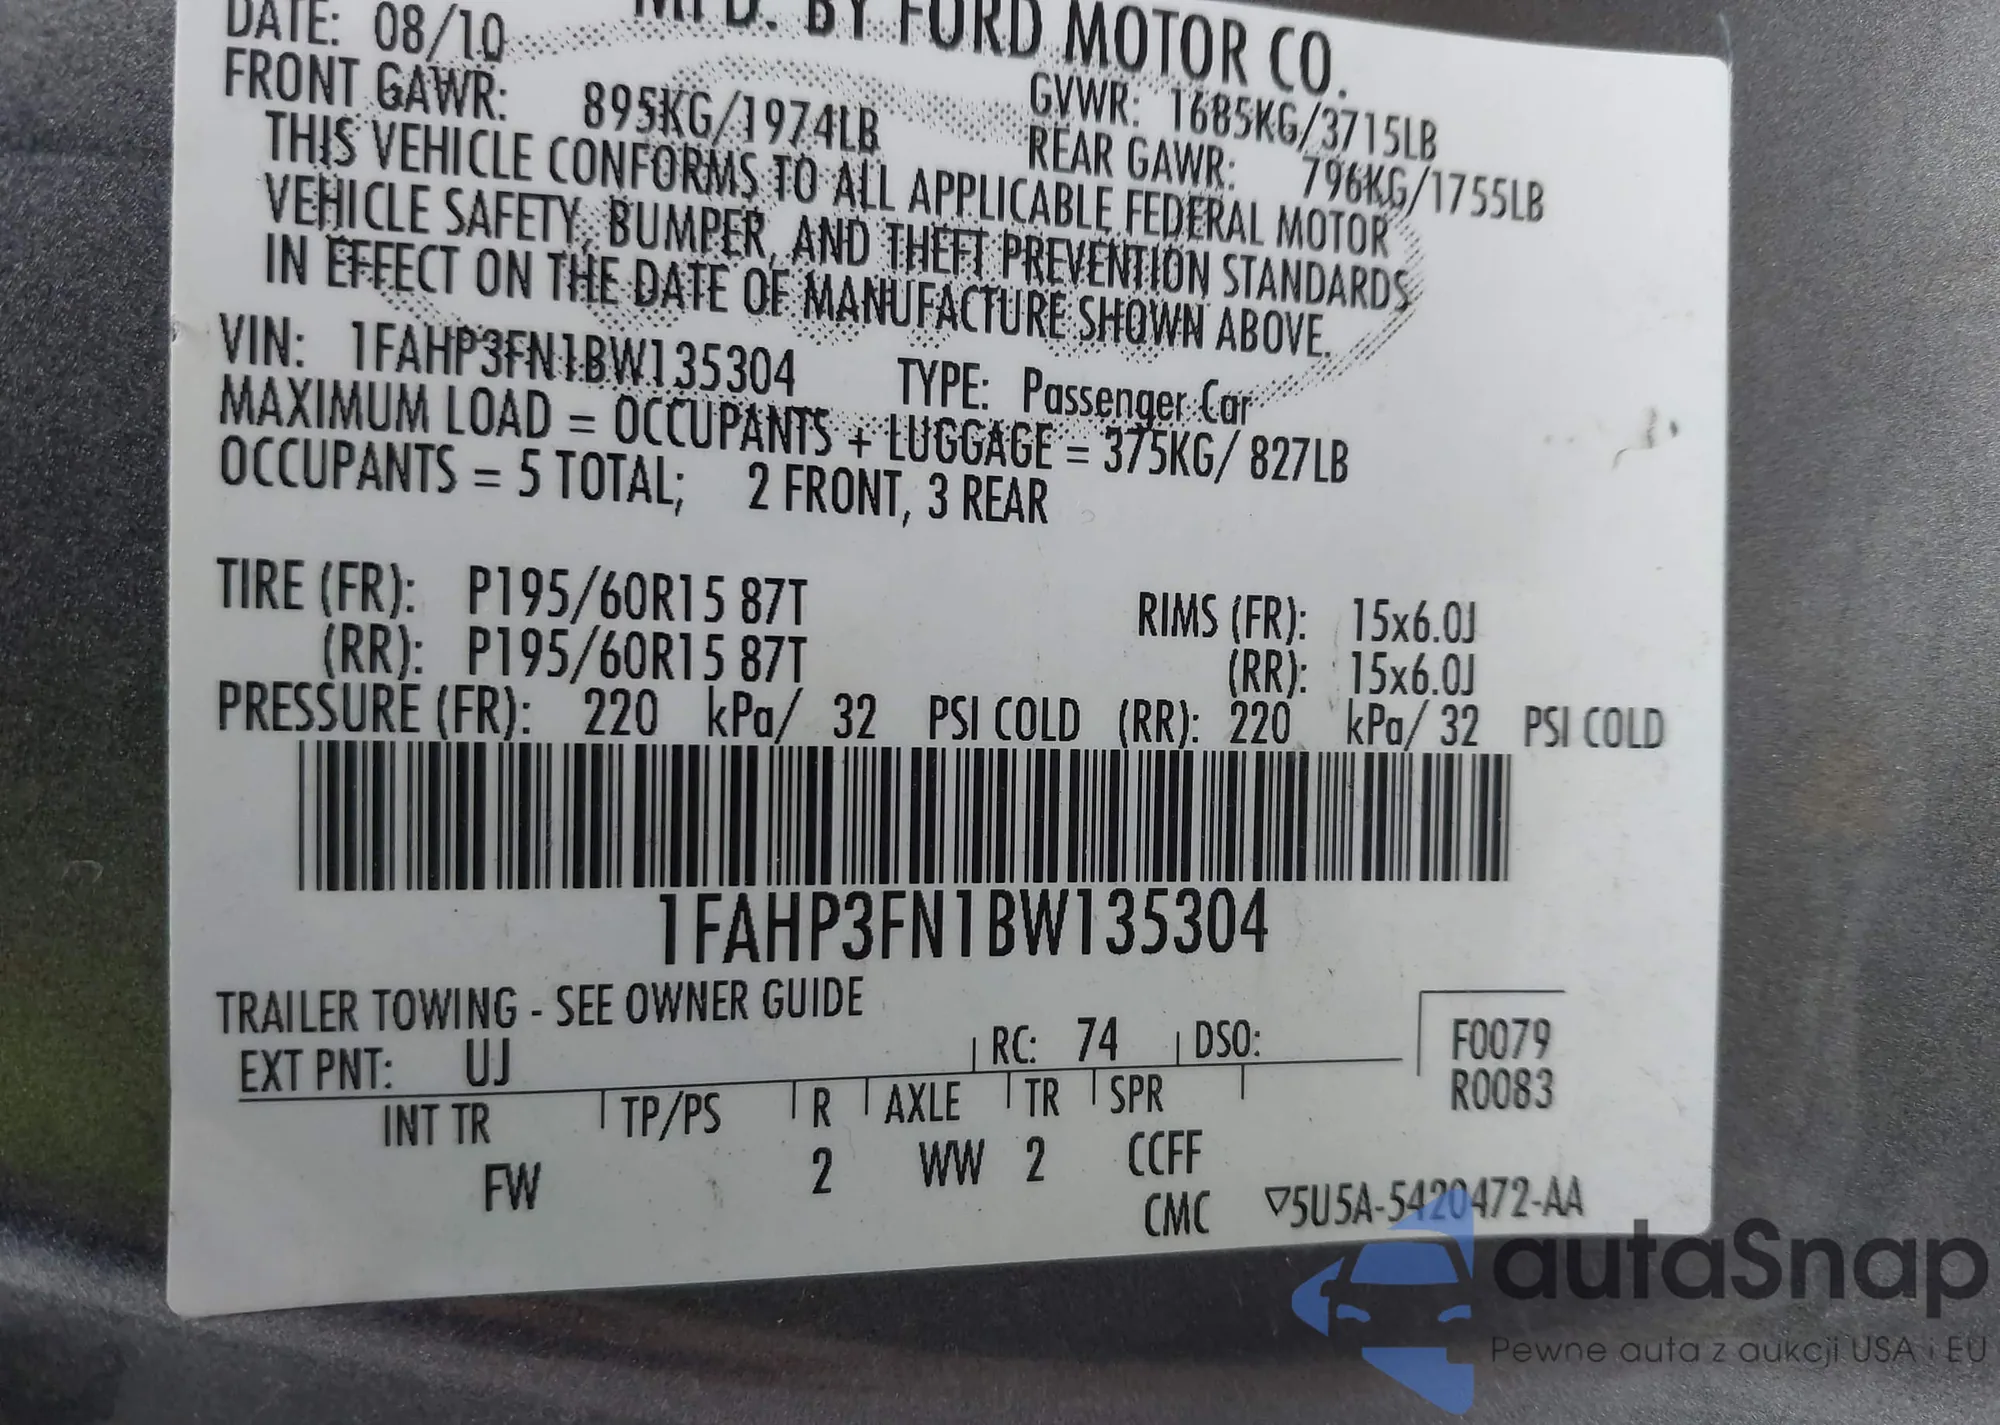 MFD. BY FORD MOTOR CO.
DATE: 08/10
GVWR: 1685KG/3715LB
FRONT GAWR: 895KG/1974LB
REAR GAWR: 796KG/1755LB
THIS VEHICLE CONFORMS TO ALL APPLICABLE FEDERAL MOTOR
VEHICLE SAFETY, BUMPER, AND THEFT PREVENTION STANDARDS
IN EFFECT ON THE DATE OF MANUFACTURE SHOWN ABOVE.
VIN: 1FAHP3FN1BW135304 TYPE: Passenger Car
MAXIMUM LOAD = OCCUPANTS + LUGGAGE = 375KG/ 827LB
OCCUPANTS = 5 TOTAL; 2 FRONT, 3 REAR
TIRE (FR): P195/60R15 87T RIMS (FR): 15x6.0J
(RR): P195/60R15 87T (RR): 15x6.0J
PRESSURE (FR): 220 kPa/ 32 PSI COLD (RR): 220 kPa/ 32 PSI COLD
1FAHP3FN1BW135304
TRAILER TOWING - SEE OWNER GUIDE
EXT PNT: UJ RC: 74 DSO: F0079
R0083
INT TR TP/PS R AXLE TR SPR
FW 2 WW 2 CCFF
CMC ▽5U5A-5420472-AA
autaSnap
Pewne auta z aukcji USA i EU